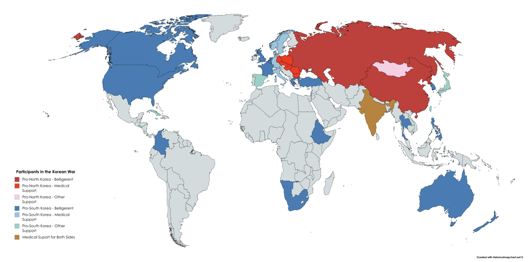 Participants in the Korean War
Pro-North Korea - Belligerent
Pro-North Korea - Medical
Support
Pro-North Korea - Other
Support
Pro-South Korea - Belligerent
Pro-South Korea - Medical
Support
Pro-South Korea - Other
Support
Medical Suport for Both Sides
Created with historicalmapchart.net ©